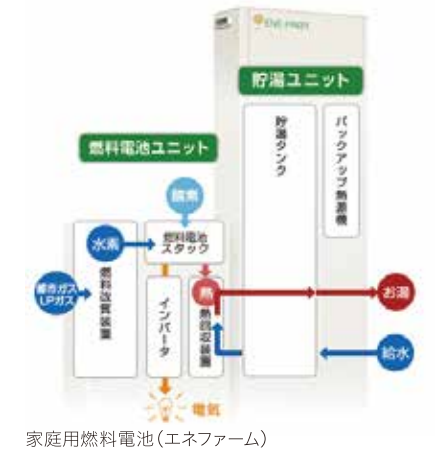 ENE・FARM
貯湯ユニット
貯湯タンク
バックアップ熱源機
燃料電池ユニット
酸素
水素
燃料電池
スタック
都市ガス
LPガス
燃料改質装置
インバータ
熱
熱回収装置
お湯
給水
電気
家庭用燃料電池(エネファーム)